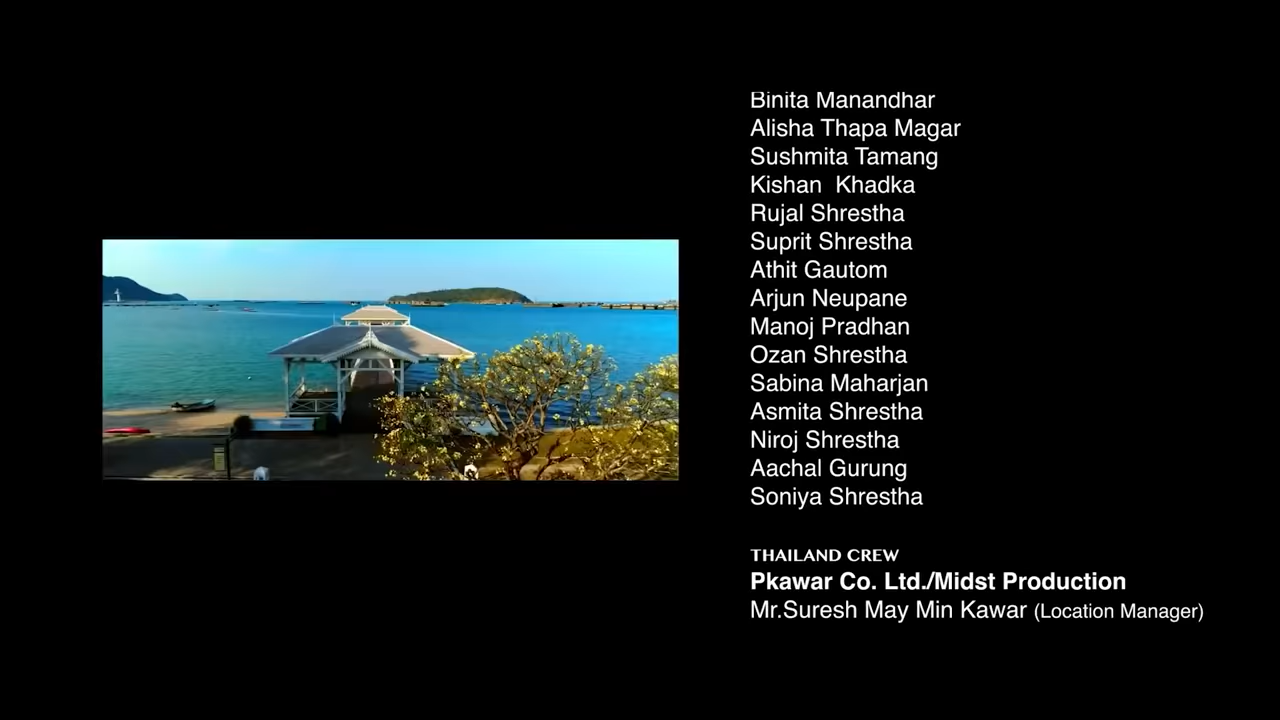 Binita Manandhar
Alisha Thapa Magar
Sushmita Tamang
Kishan  Khadka
Rujal Shrestha
Suprit Shrestha
Athit Gautom
Arjun Neupane
Manoj Pradhan
Ozan Shrestha
Sabina Maharjan
Asmita Shrestha
Niroj Shrestha
Aachal Gurung
Soniya Shrestha
THAILAND CREW
Pkawar Co. Ltd./Midst Production
Mr.Suresh May Min Kawar (Location Manager)